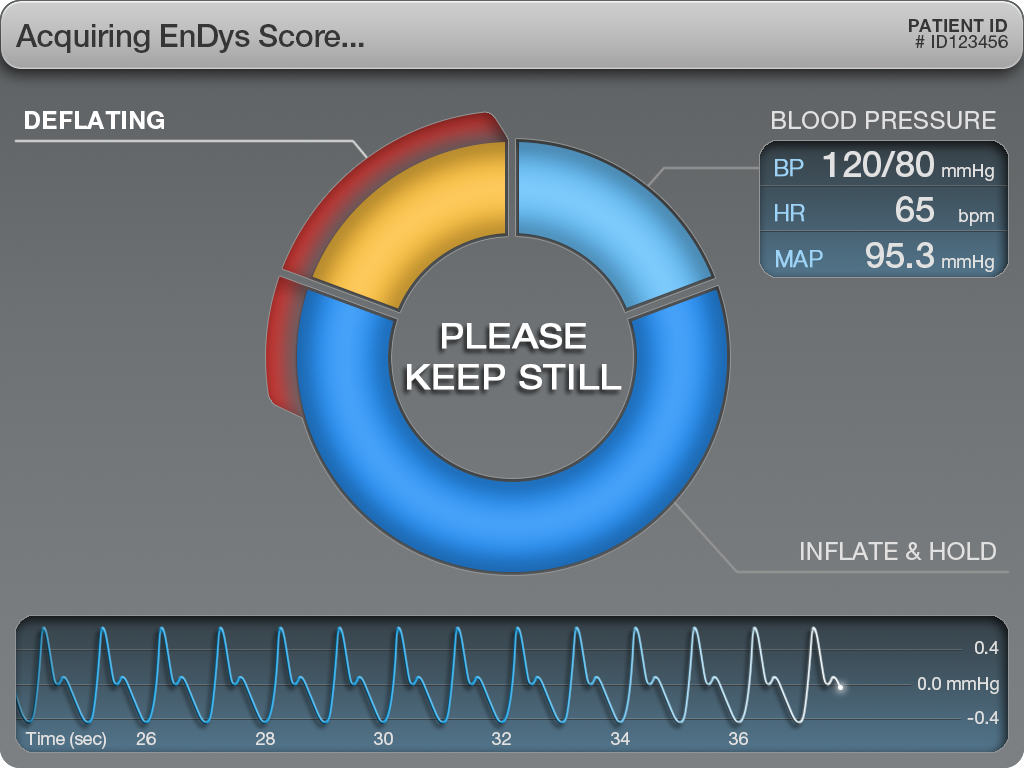 Acquiring EnDys Score...
PATIENT ID
# ID123456
DEFLATING
BLOOD PRESSURE
BP 120/80 mmHg
HR 65 bpm
MAP 95.3 mmHg
PLEASE
KEEP STILL
INFLATE & HOLD
0.4
0.0 mmHg
-0.4
Time (sec) 26 28 30 32 34 36